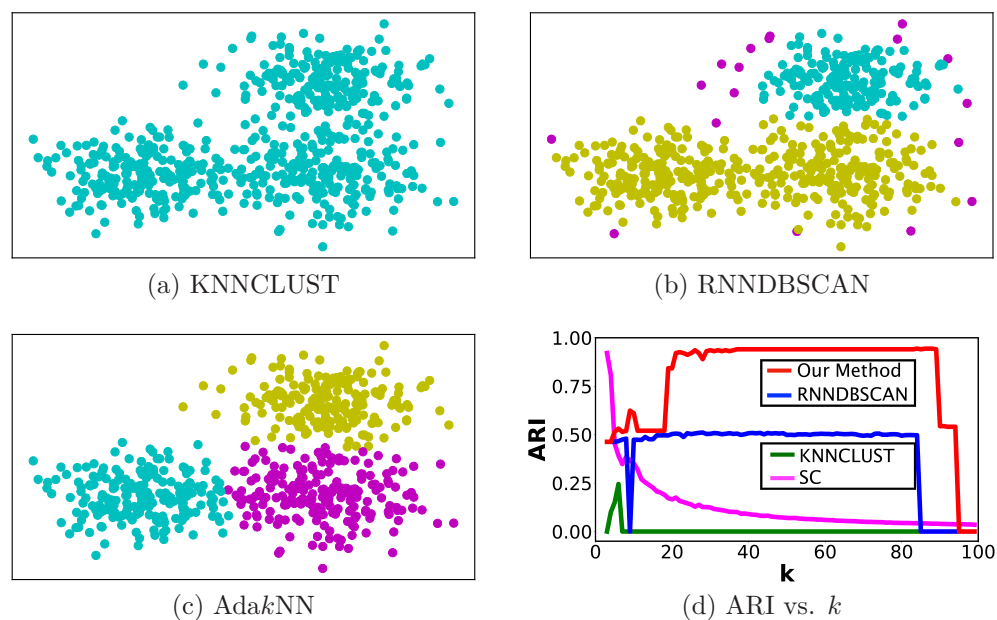 (a) KNNCLUST
(b) RNNDBSCAN
(c) AdakNN
1.00
0.75
0.50
0.25
0.00
ARI
Our Method
RNNDBSCAN
KNNCLUST
SC
0 20 40 60 80 100
k
(d) ARI vs. k